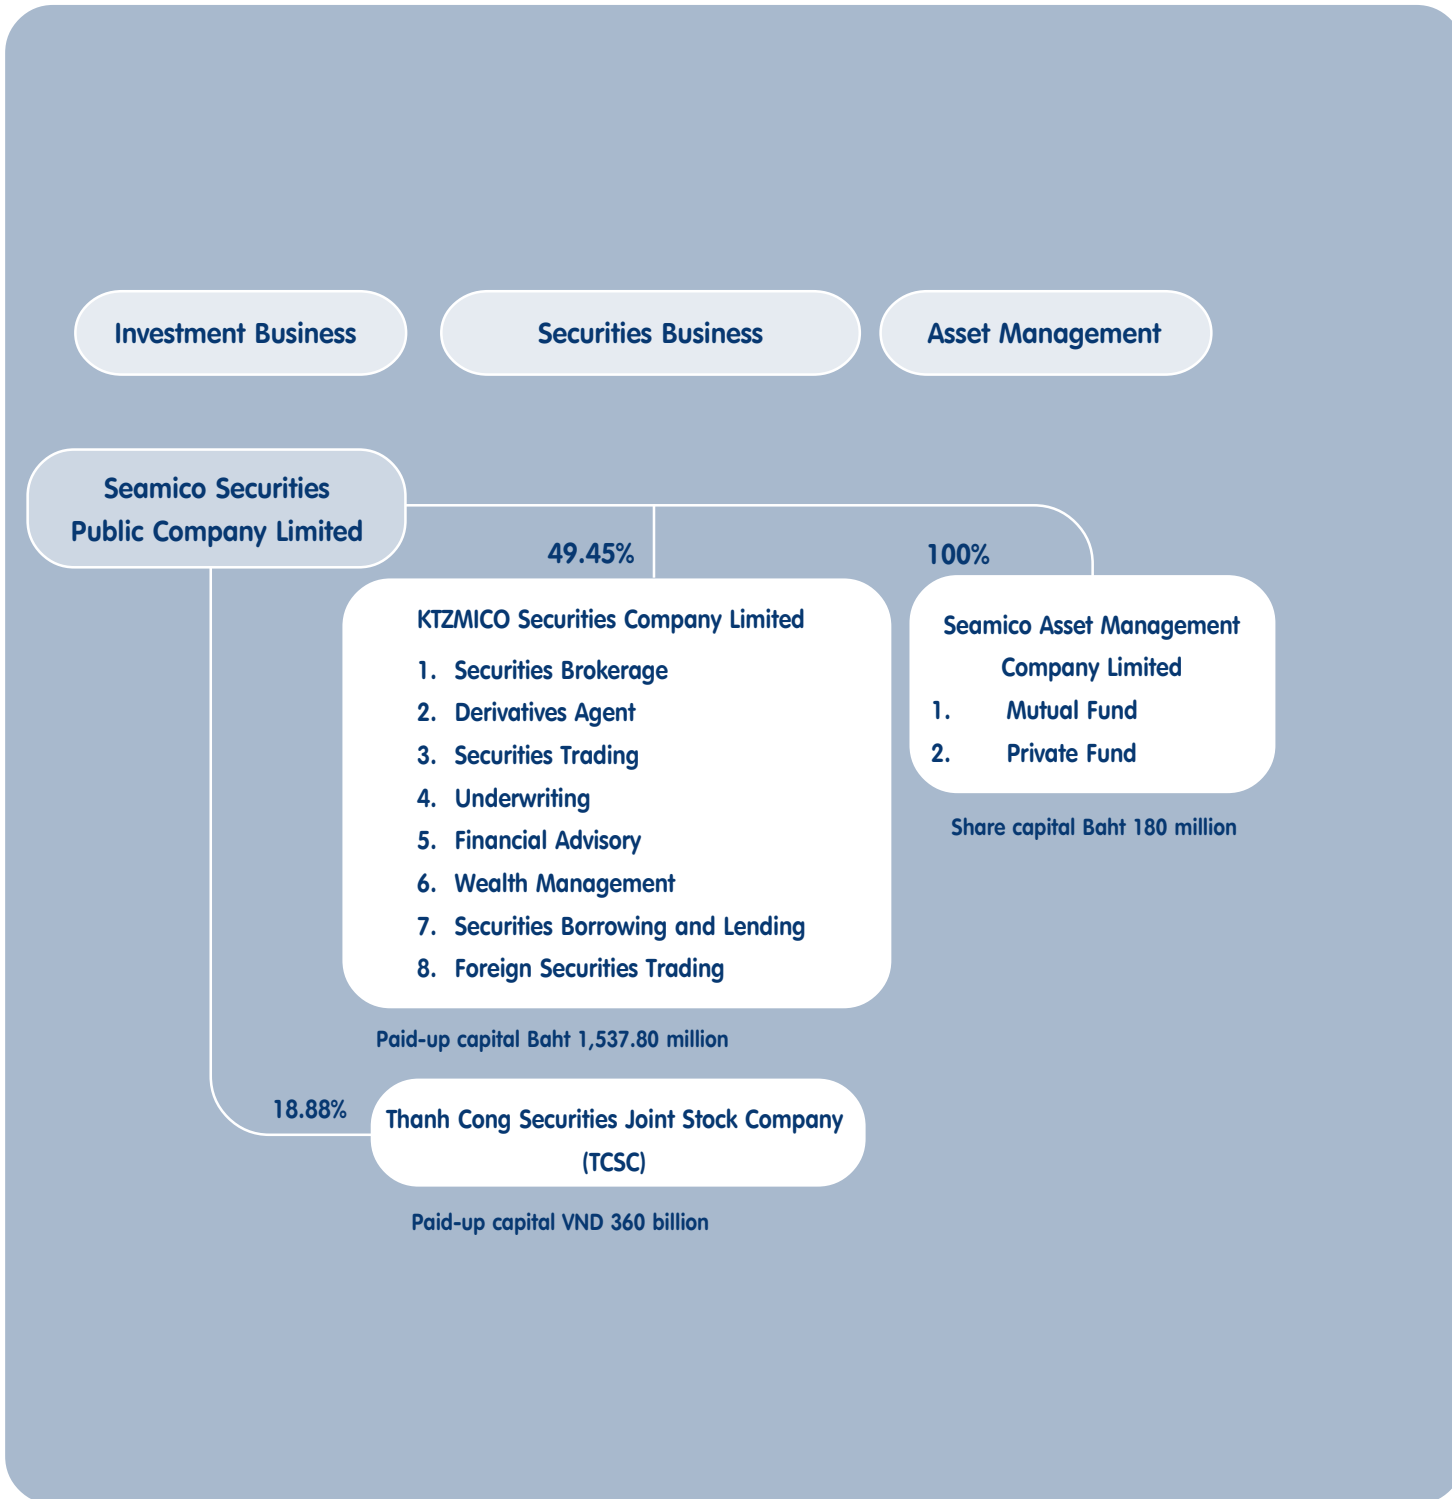 Investment Business
Securities Business
Asset Management
Seamico Securities
Public Company Limited
49.45%
100%
KTZMICO Securities Company Limited
1. Securities Brokerage
2. Derivatives Agent
3. Securities Trading
4. Underwriting
5. Financial Advisory
6. Wealth Management
7. Securities Borrowing and Lending
8. Foreign Securities Trading
Paid-up capital Baht 1,537.80 million
Seamico Asset Management
Company Limited
1. Mutual Fund
2. Private Fund
Share capital Baht 180 million
18.88%
Thanh Cong Securities Joint Stock Company
(TCSC)
Paid-up capital VND 360 billion